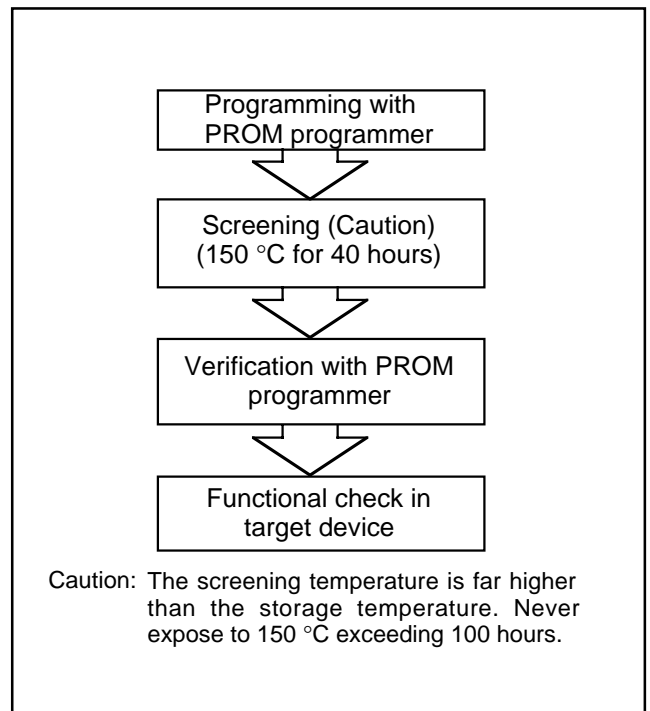 Programming with
PROM programmer
Screening (Caution)
(150 °C for 40 hours)
Verification with PROM
programmer
Functional check in
target device
Caution: The screening temperature is far higher
than the storage temperature. Never
expose to 150 °C exceeding 100 hours.